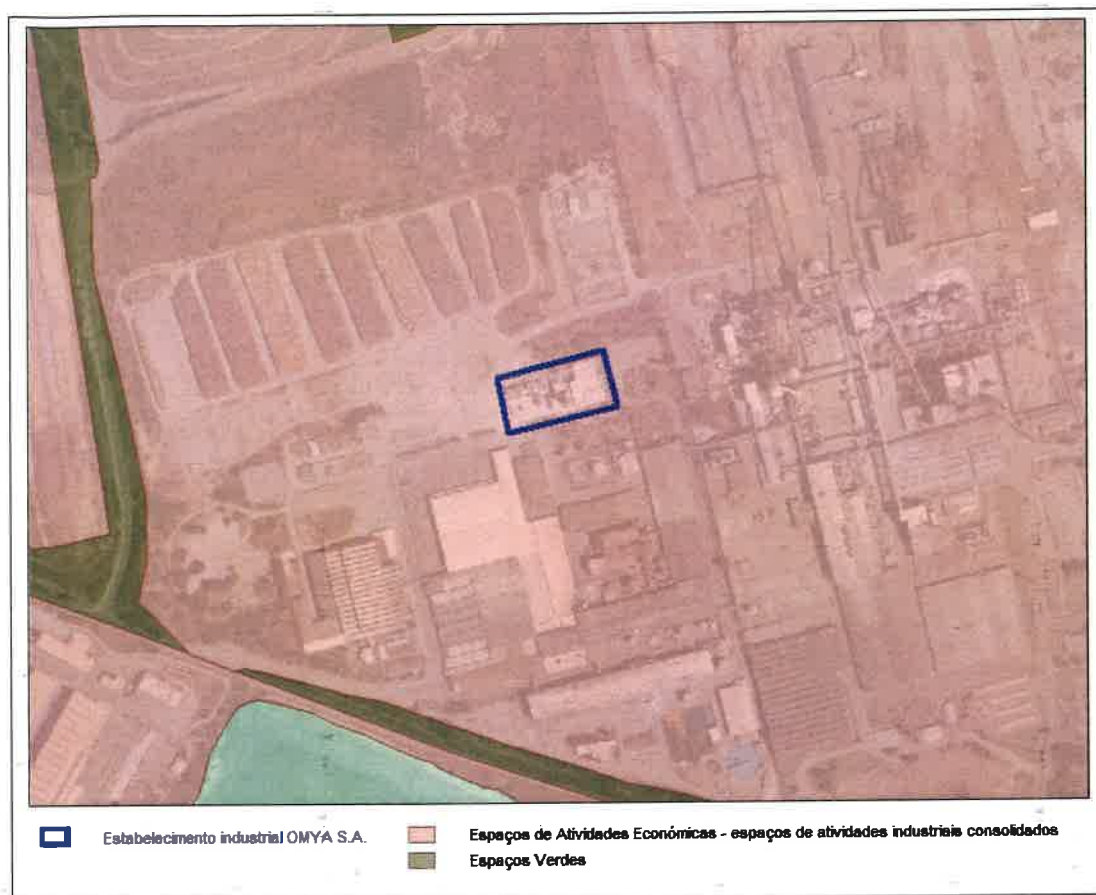 Estabelecimento industrial OMYA S.A.
Espaços de Atividades Económicas - espaços de atividades industriais consolidados
Espaços Verdes